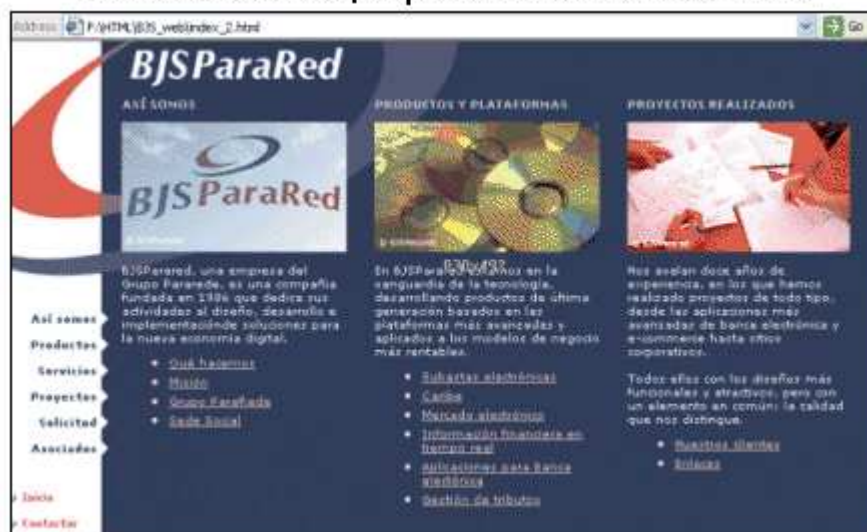 Address P:\HTML\BJS_web\index_2.html Go
BJSParaRed
ASÍ SOMOS
BJSParaRed
BJSParared, una empresa del
Grupo Pararede, es una compañía
fundada en 1986 que dedica sus
actividades al diseño, desarrollo e
implementaciónde soluciones para
la nueva economía digital.
Qué hacemos
Misión
Grupo ParaRede
Sede Social
PRODUCTOS Y PLATAFORMAS
En BJSParared estamos en la
vanguardia de la tecnología,
desarrollando productos de última
generación basados en las
plataformas más avanzadas y
aplicados a los modelos de negocio
más rentables.
Subastas electrónicas
Caribe
Mercado electrónico
Información financiera en
tiempo real
Aplicaciones para Banca
electrónica
Gestión de tributos
PROYECTOS REALIZADOS
Nos avalan doce años de
experiencia, en los que hemos
realizado proyectos de todo tipo,
desde las aplicaciones más
avanzadas de banca electrónica y
e-commerce hasta sitios
corporativos.
Todos ellos con los diseños más
funcionales y atractivos, pero con
un elemento en común: la calidad
que nos distingue.
Nuestros clientes
Enlaces
Así somos
Productos
Servicios
Proyectos
Solicitud
Asociados
Inicio
Contactar